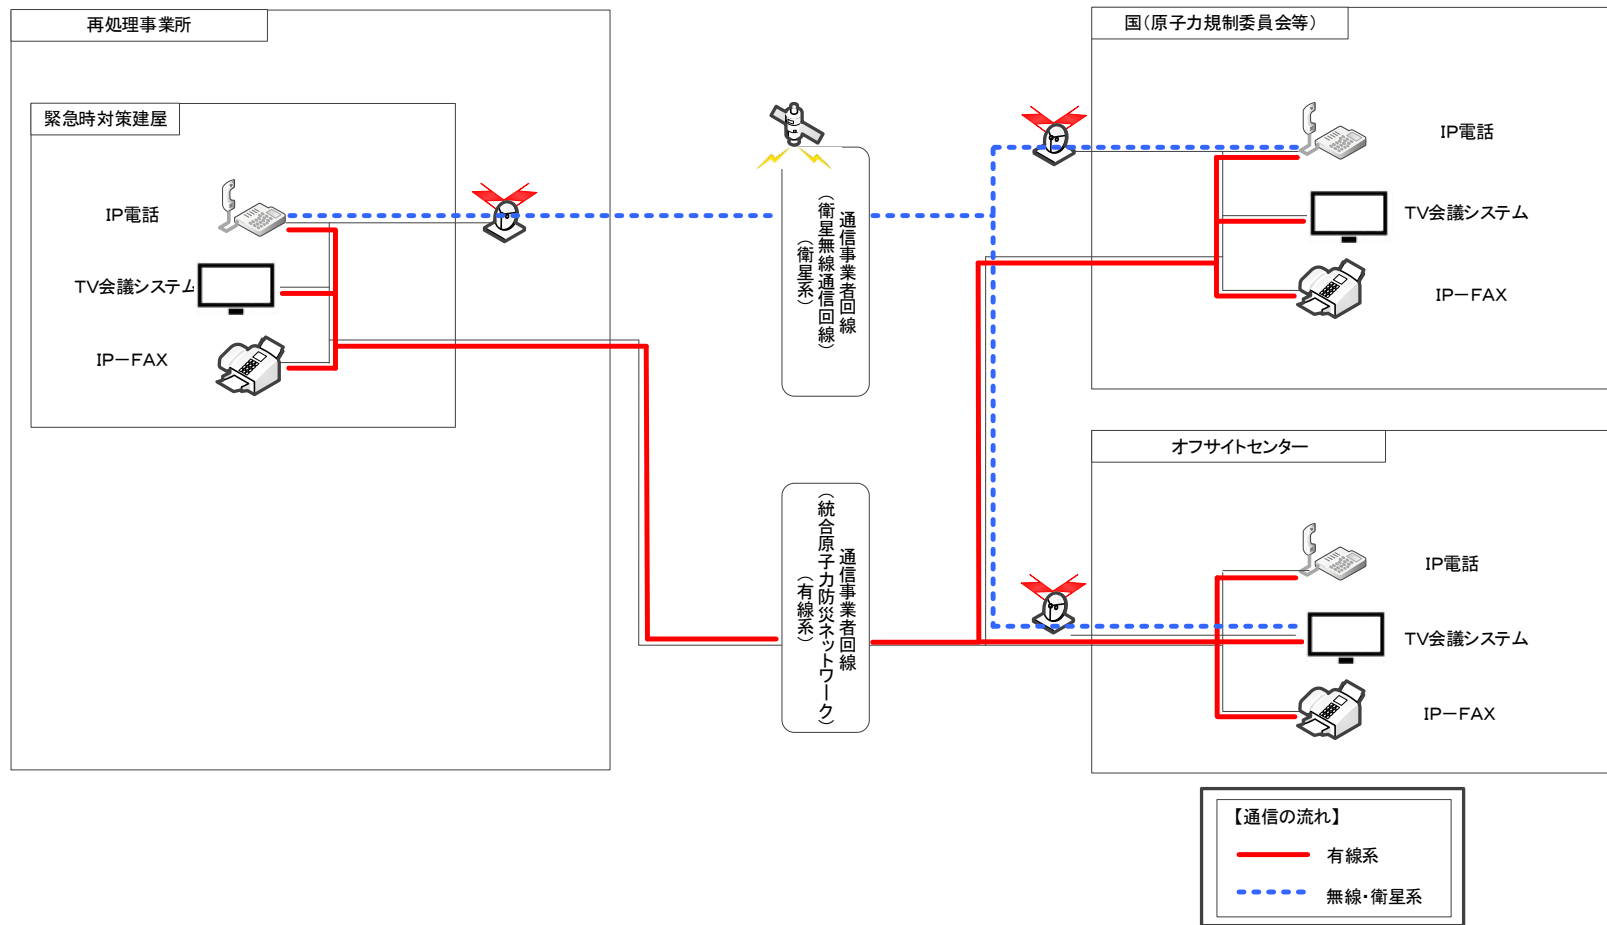 再処理事業所
緊急時対策建屋
IP電話
TV会議システム
IP－FAX
通信事業者回線
（衛星無線通信回線）
（衛星系）
通信事業者回線
（統合原子力防災ネットワーク）
（有線系）
国（原子力規制委員会等）
IP電話
TV会議システム
IP－FAX
オフサイトセンター
IP電話
TV会議システム
IP－FAX
【通信の流れ】
有線系
無線・衛星系